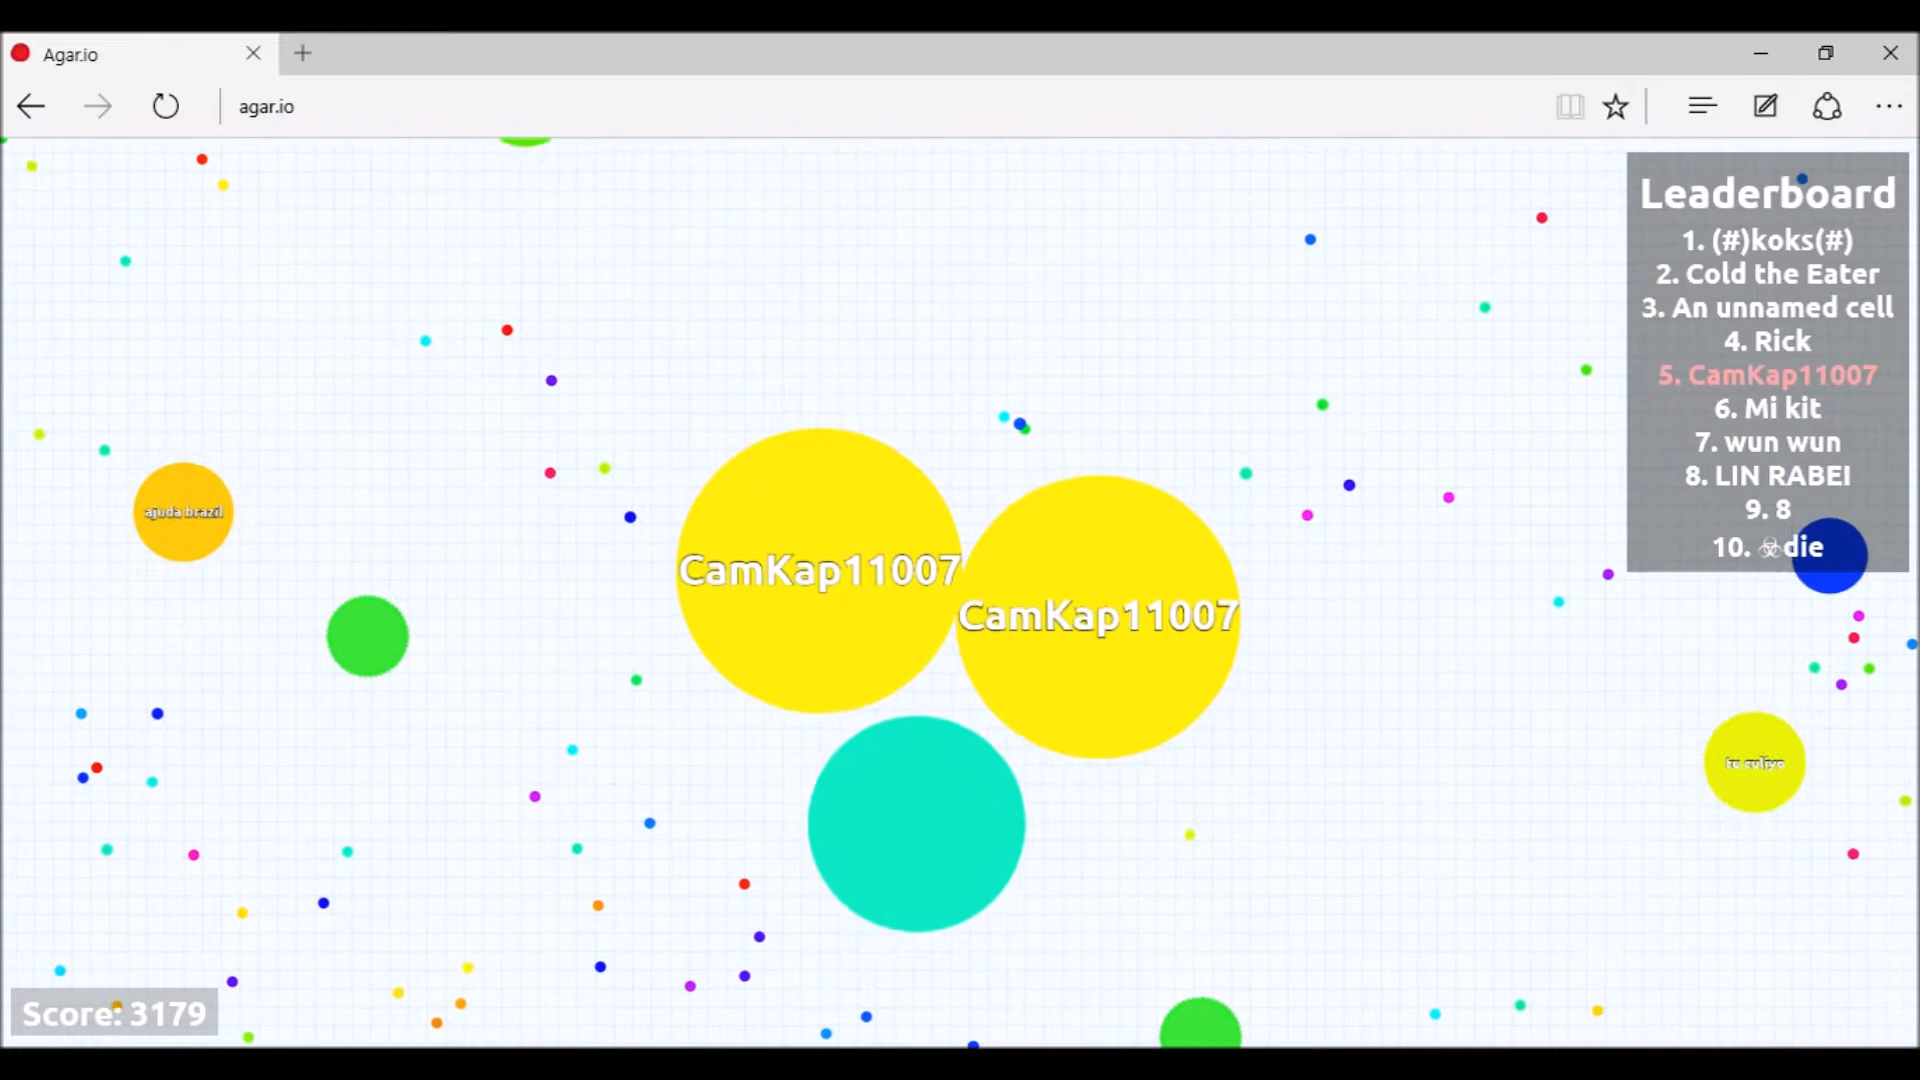 Agar.io
agar.io
Leaderboard
1. (#)koks(#)
2. Cold the Eater
3. An unnamed cell
4. Rick
5. CamKap11007
6. Mi kit
7. wun wun
8. LIN RABEI
9. 8
10. ☣die
ajuda brazil
CamKap11007
CamKap11007
tu culiyo
Score: 3179